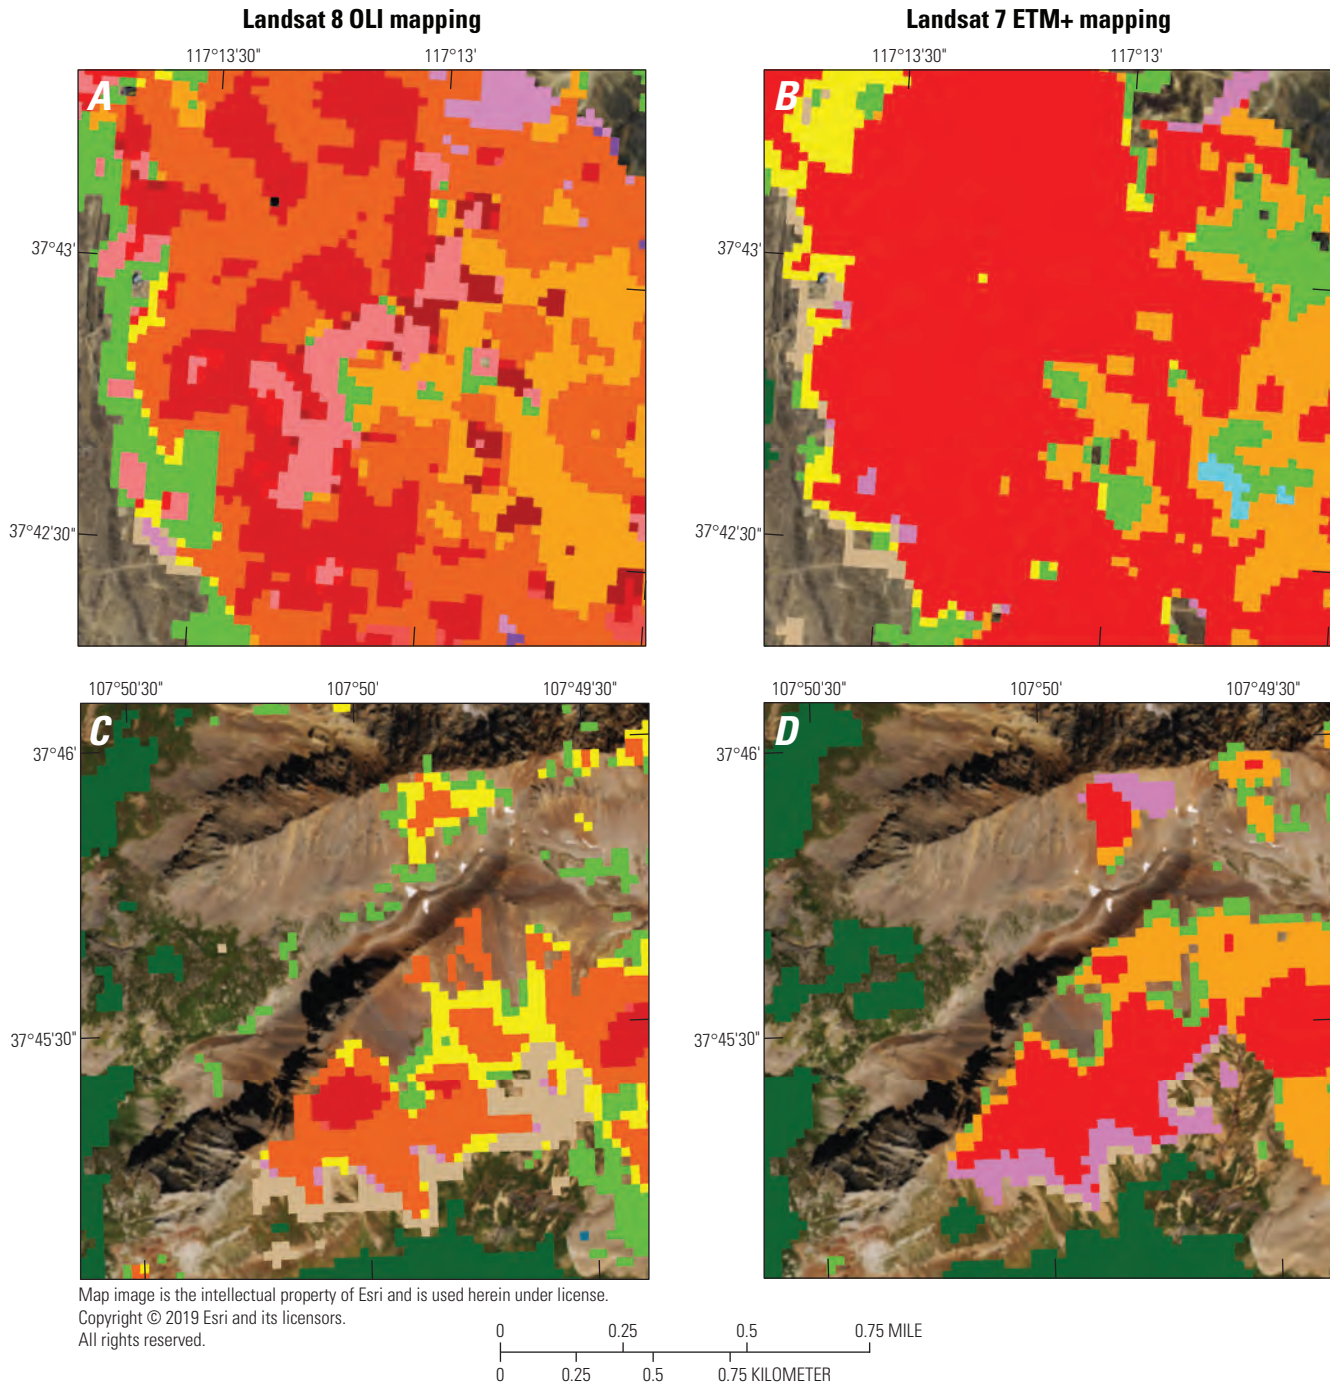 Landsat 8 OLI mapping
Landsat 7 ETM+ mapping
117°13'30"
117°13'
117°13'30"
117°13'
A
B
37°43'
37°43'
37°42'30"
37°42'30"
107°50'30"
107°50'
107°49'30"
107°50'30"
107°50'
107°49'30"
C
D
37°46'
37°46'
37°45'30"
37°45'30"
Map image is the intellectual property of Esri and is used herein under license.
Copyright © 2019 Esri and its licensors.
All rights reserved.
0 0.25 0.5 0.75 MILE
0 0.25 0.5 0.75 KILOMETER